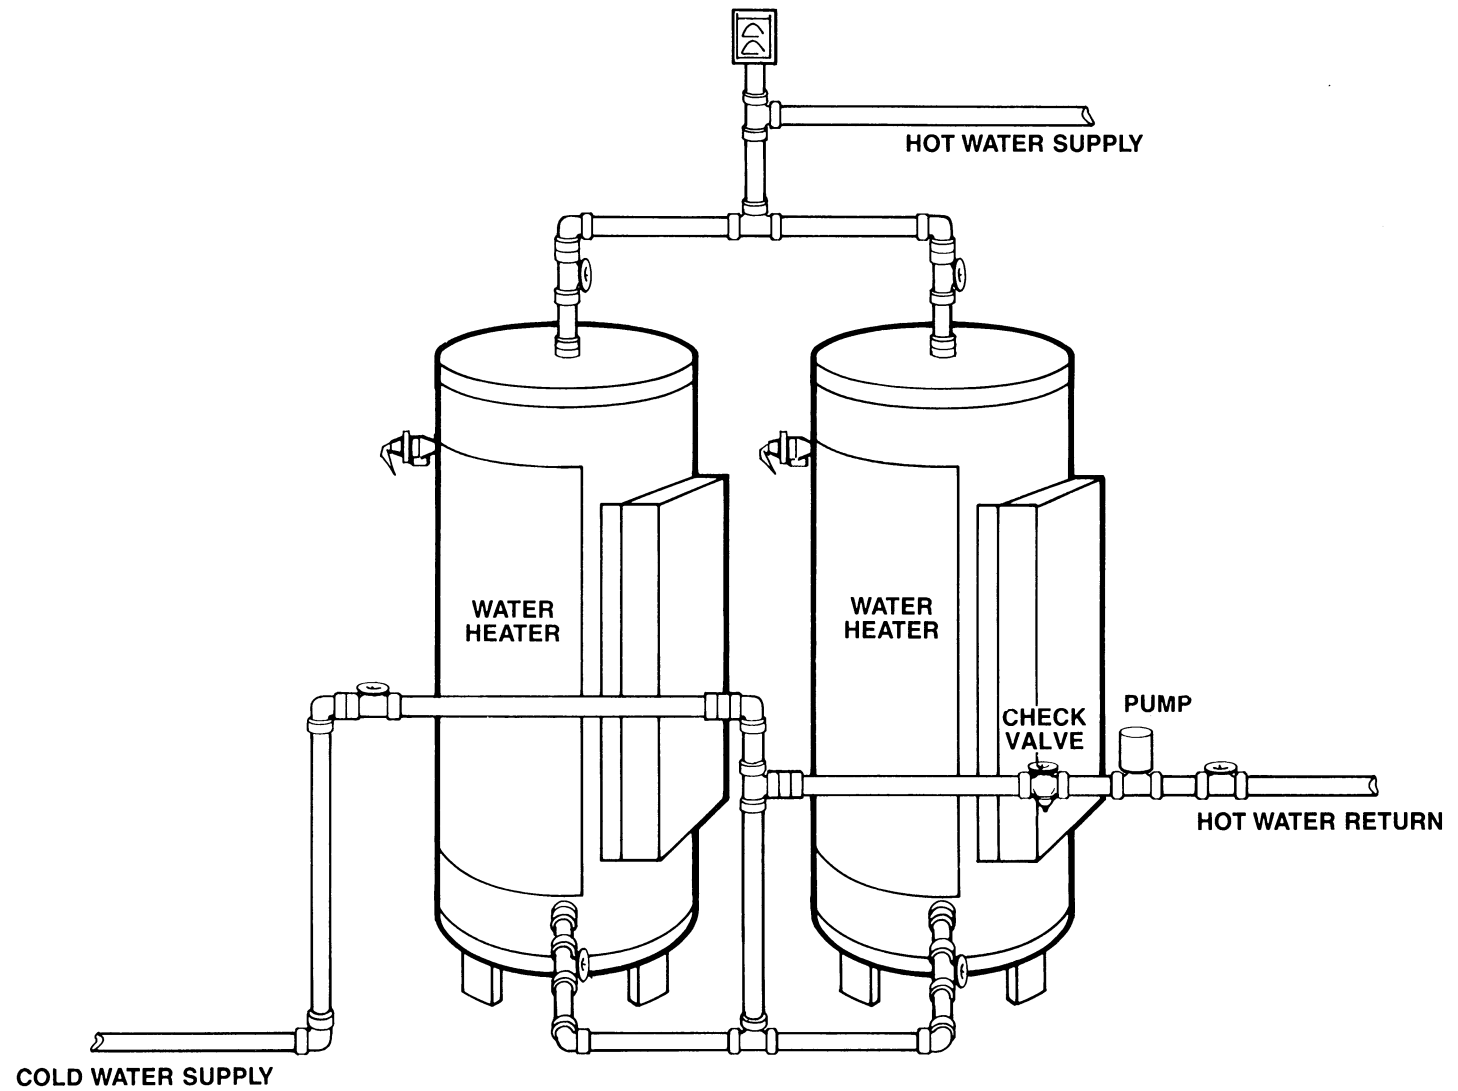 HOT WATER SUPPLY
WATER
HEATER
WATER
HEATER
CHECK
VALVE
PUMP
HOT WATER RETURN
COLD WATER SUPPLY